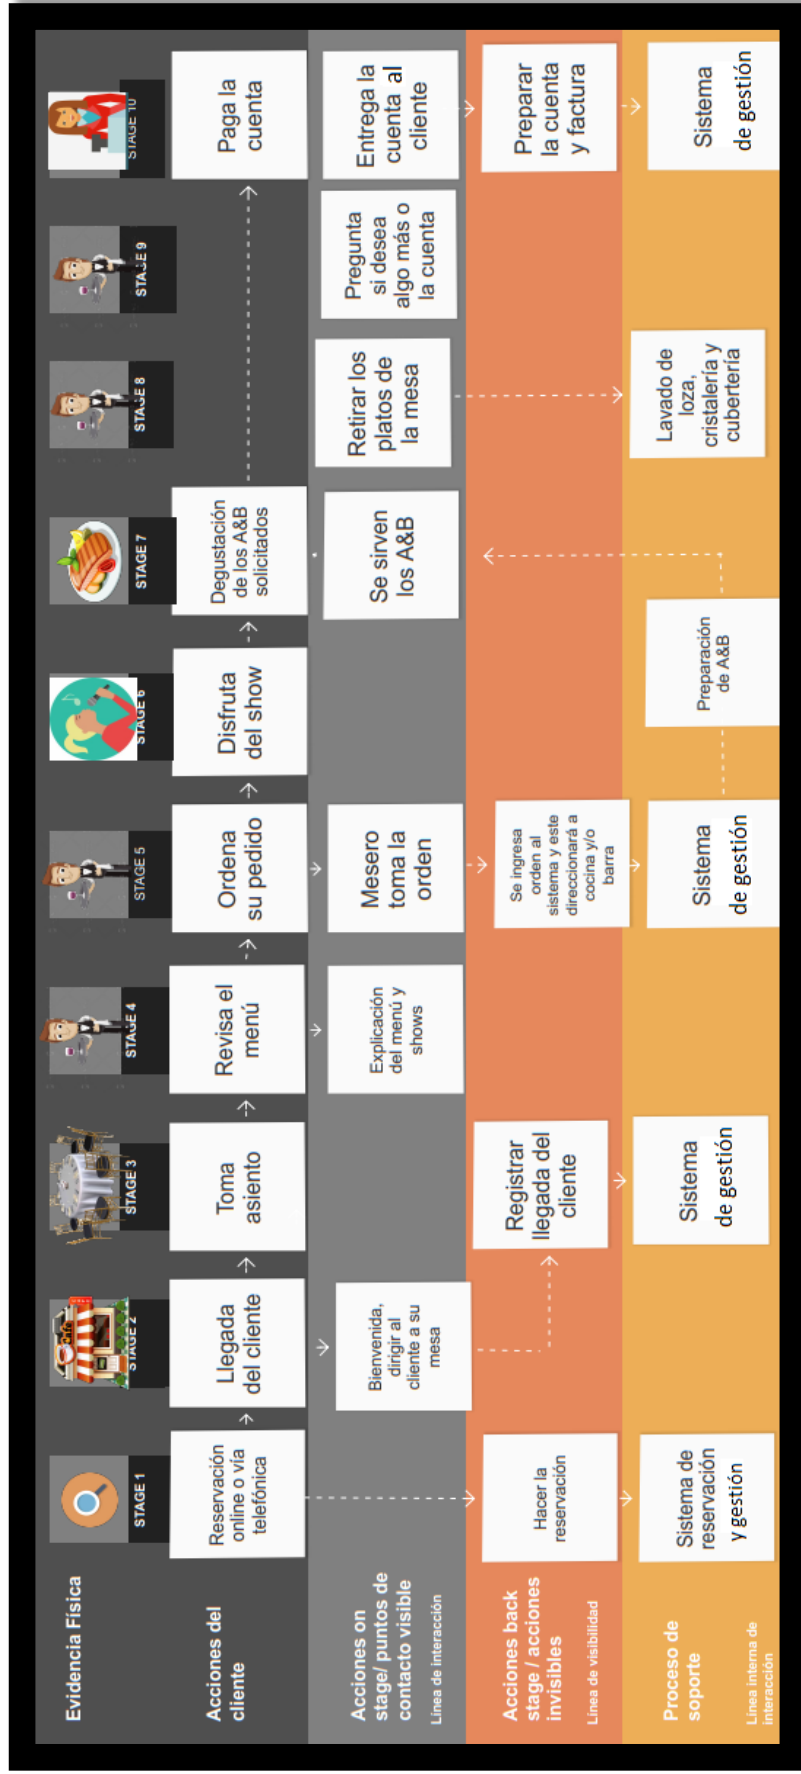 Evidencia Física
STAGE 1
STAGE 2
STAGE 3
STAGE 4
STAGE 5
STAGE 6
STAGE 7
STAGE 8
STAGE 9
STAGE 10
Acciones del
cliente
Reservación
online o vía
telefónica
Llegada
del cliente
Toma
asiento
Revisa el
menú
Ordena
su pedido
Disfruta
del show
Degustación
de los A&B
solicitados
Paga la
cuenta
Acciones on
stage/ puntos de
contacto visible
Línea de interacción
Bienvenida,
dirigir al
cliente a su
mesa
Explicación
del menú y
shows
Mesero
toma la
orden
Se sirven
los A&B
Retirar los
platos de
la mesa
Pregunta
si desea
algo más o
la cuenta
Entrega la
cuenta al
cliente
Acciones back
stage / acciones
invisibles
Línea de visibilidad
Hacer la
reservación
Registrar
llegada del
cliente
Se ingresa
orden al
sistema y este
direccionará a
cocina y/o
barra
Preparar
la cuenta
y factura
Proceso de
soporte
Línea interna de
interacción
Sistema de
reservación
y gestión
Sistema
de gestión
Sistema
de gestión
Preparación
de A&B
Lavado de
loza,
cristalería y
cubertería
Sistema
de gestión